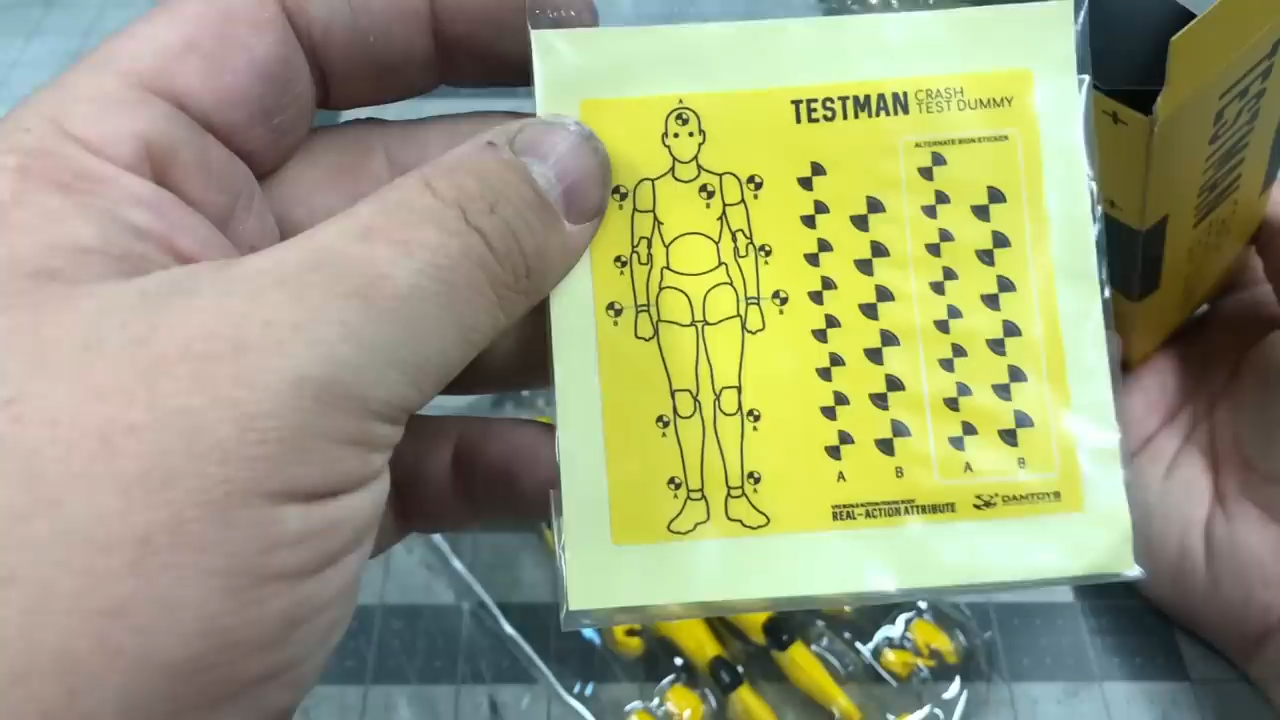 TESTMAN CRASH
TEST DUMMY
ALTERNATE SIGN STICKER
A
B
B
B
A
A
B
B
A
A
A
A
A B A B
REAL-ACTION ATTRIBUTE
DAMTOYS
TESTMAN